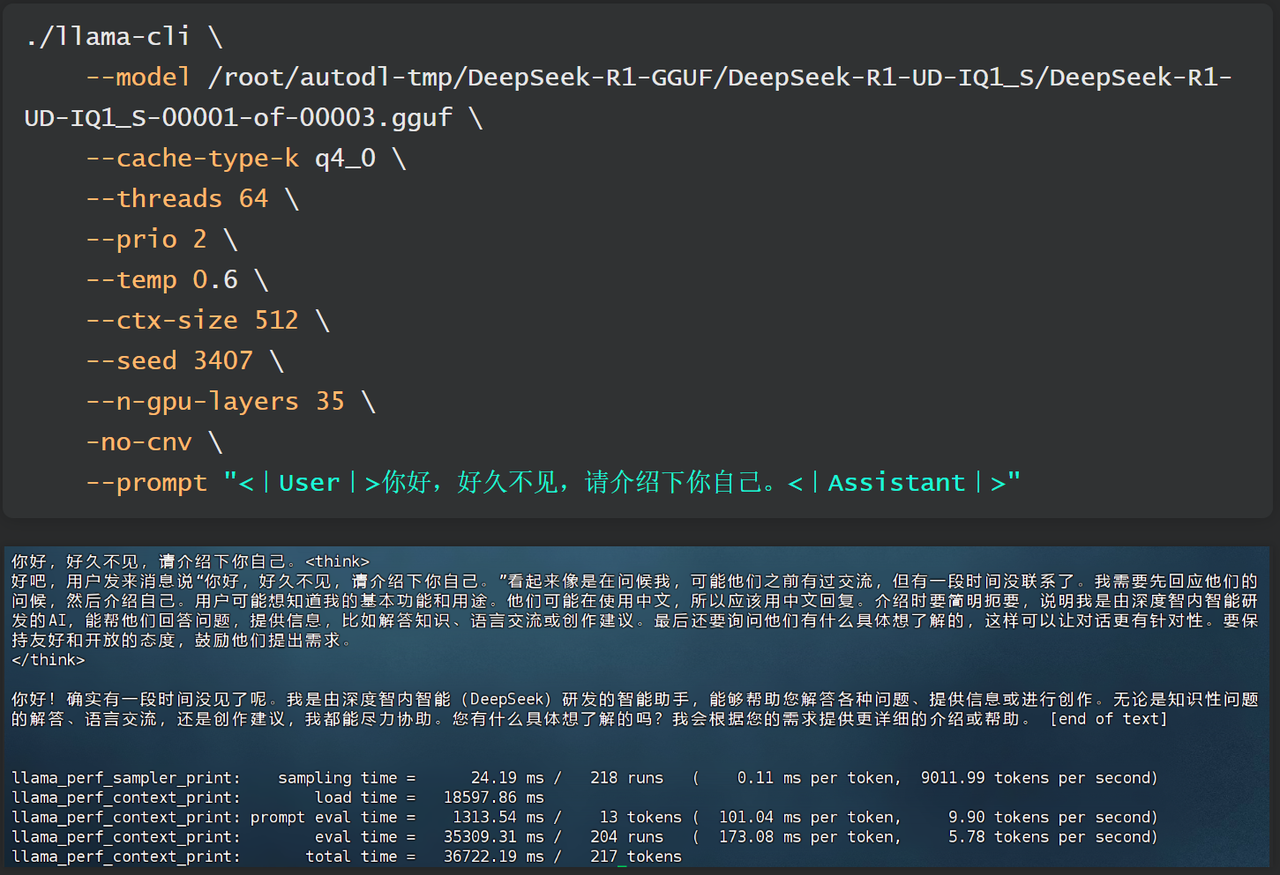 ./llama-cli \
--model /root/autodl-tmp/DeepSeek-R1-GGUF/DeepSeek-R1-UD-IQ1_S/DeepSeek-R1-
UD-IQ1_S-00001-of-00003.gguf \
--cache-type-k q4_0 \
--threads 64 \
--prio 2 \
--temp 0.6 \
--ctx-size 512 \
--seed 3407 \
--n-gpu-layers 35 \
-no-cnv \
--prompt "<｜User｜>你好，好久不见，请介绍下你自己。<｜Assistant｜>"
你好，好久不见，请介绍下你自己。<think>
好吧，用户发来消息说“你好，好久不见，请介绍下你自己。”看起来像是在问候我，可能他们之前有过交流，但有一段时间没联系了。我需要先回应他们的
问候，然后介绍自己。用户可能想知道我的基本功能和用途。他们可能在使用中文，所以应该用中文回复。介绍时要简明扼要，说明我是由深度智内智能研
发的AI，能帮他们回答问题，提供信息，比如解答知识、语言交流或创作建议。最后还要询问他们有什么具体想了解的，这样可以让对话更有针对性。要保
持友好和开放的态度，鼓励他们提出需求。
</think>
你好！确实有一段时间没见了呢。我是由深度智内智能（DeepSeek）研发的智能助手，能够帮助您解答各种问题、提供信息或进行创作。无论是知识性问题
的解答、语言交流，还是创作建议，我都能尽力协助。您有什么具体想了解的吗？我会根据您的需求提供更详细的介绍或帮助。 [end of text]
llama_perf_sampler_print:    sampling time =      24.19 ms /   218 runs   (    0.11 ms per token,  9011.99 tokens per second)
llama_perf_context_print:        load time =   18597.86 ms
llama_perf_context_print: prompt eval time =    1313.54 ms /    13 tokens (  101.04 ms per token,     9.90 tokens per second)
llama_perf_context_print:        eval time =   35309.31 ms /   204 runs   (  173.08 ms per token,     5.78 tokens per second)
llama_perf_context_print:       total time =   36722.19 ms /   217 tokens